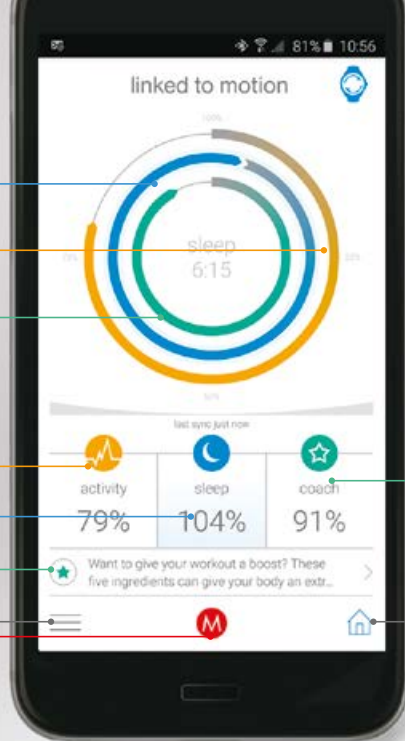 81% 10:56
linked to motion
100%
sleep
6:15
last sync just now
activity
sleep
coach
79%
104%
91%
Want to give your workout a boost? These
five ingredients can give your body an extr...
M